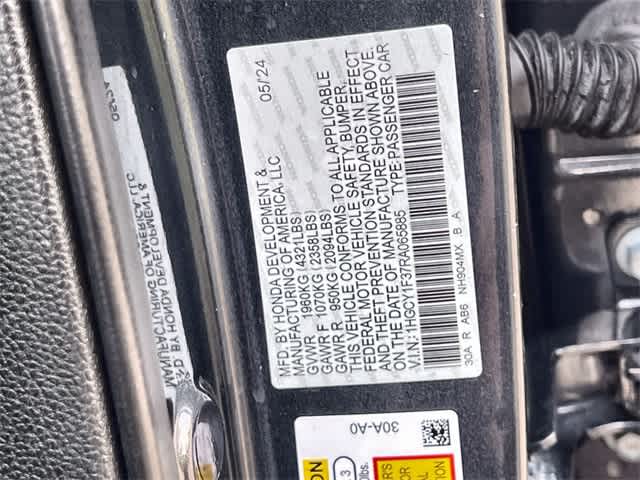 MFD. BY HONDA DEVELOPMENT & 05/24
MANUFACTURING OF AMERICA, LLC
GVWR 1960KG (4321LBS)
GAWR F 1070KG (2358LBS)
GAWR R 950KG (2094LBS)
THIS VEHICLE CONFORMS TO ALL APPLICABLE
FEDERAL MOTOR VEHICLE SAFETY, BUMPER,
AND THEFT PREVENTION STANDARDS IN EFFECT
ON THE DATE OF MANUFACTURE SHOWN ABOVE.
V.I.N.: 1HGCY1F37RA065885 TYPE: PASSENGER CAR
30A R AB6 NH904MX B A
30A-A0